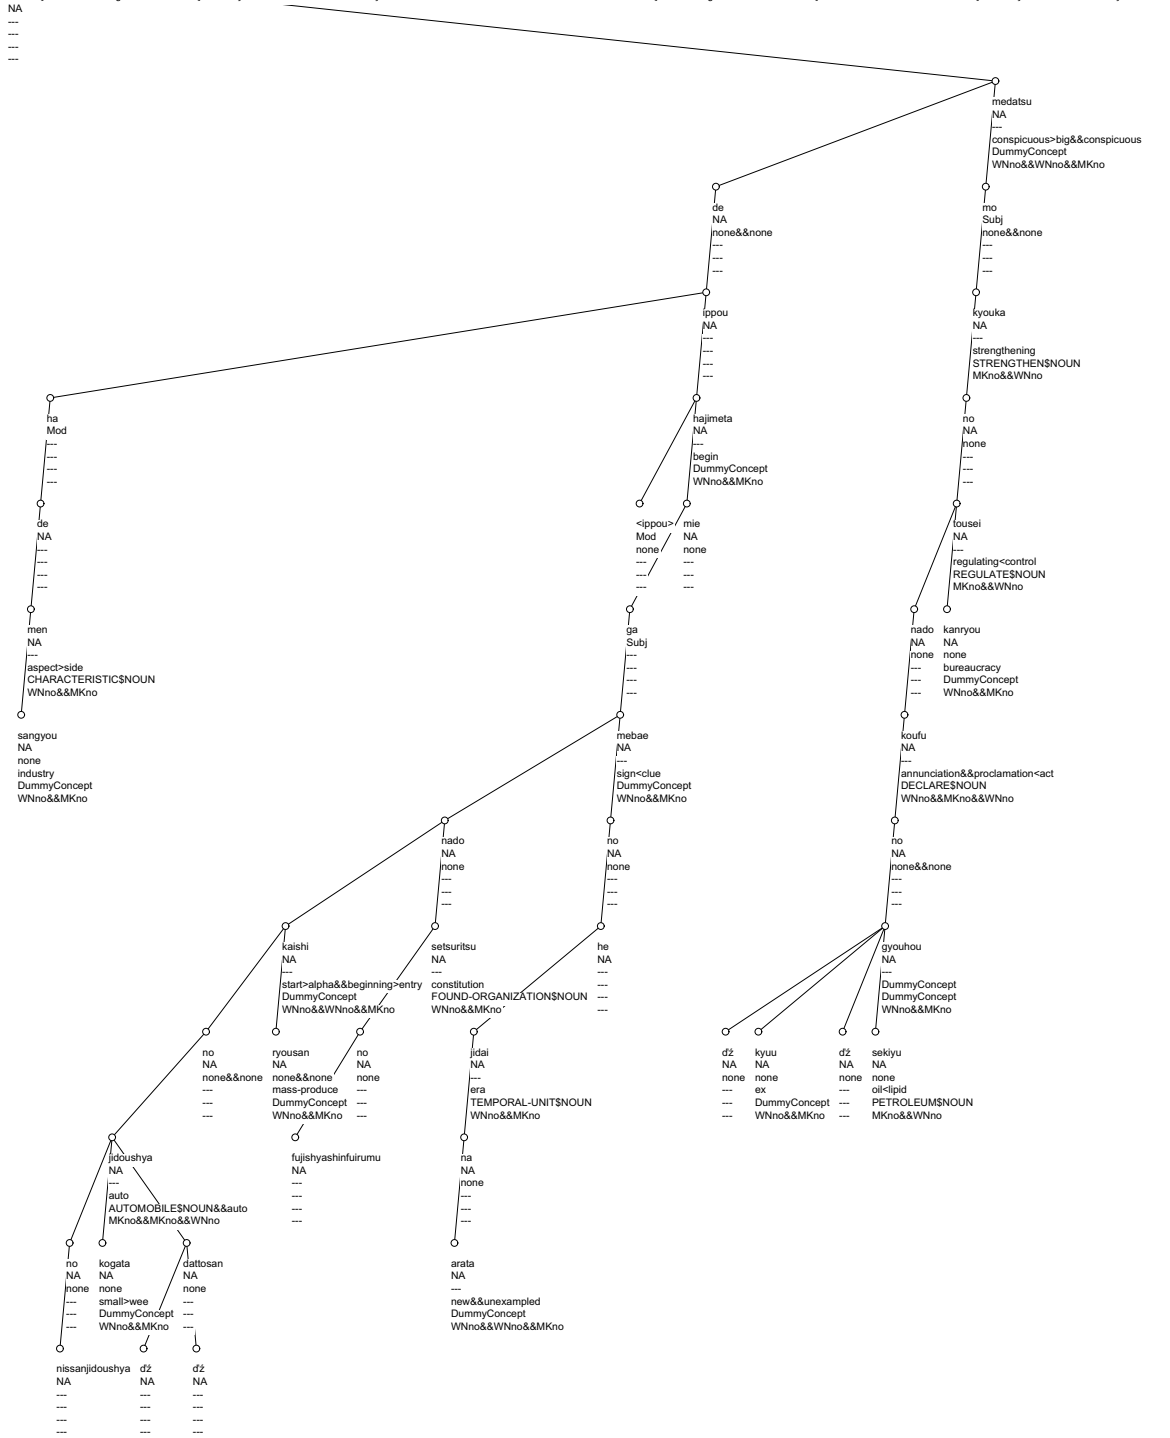 NA
---
---
---
---
medatsu
NA
---
conspicuous>big&&conspicuous
DummyConcept
WNno&&WNno&&MKno
de
NA
none&&none
---
---
---
mo
Subj
none&&none
---
---
---
ippou
NA
---
---
---
---
kyouka
NA
---
strengthening
STRENGTHEN$NOUN
MKno&&WNno
ha
Mod
---
---
---
---
hajimeta
NA
---
begin
DummyConcept
WNno&&MKno
no
NA
none
---
---
---
de
NA
---
---
---
---
<ippou>
Mod
none
---
---
---
mie
NA
none
---
---
---
tousei
NA
---
regulating<control
REGULATE$NOUN
MKno&&WNno
men
NA
---
aspect>side
CHARACTERISTIC$NOUN
WNno&&MKno
ga
Subj
---
---
---
---
nado
NA
none
---
---
---
kanryou
NA
none
bureaucracy
DummyConcept
WNno&&MKno
sangyou
NA
none
industry
DummyConcept
WNno&&MKno
mebae
NA
---
sign<clue
DummyConcept
WNno&&MKno
koufu
NA
---
annunciation&&proclamation<act
DECLARE$NOUN
WNno&&MKno&&WNno
nado
NA
none
---
---
---
no
NA
none
---
---
---
no
NA
none&&none
---
---
---
kaishi
NA
---
start>alpha&&beginning>entry
DummyConcept
WNno&&WNno&&MKno
setsuritsu
NA
---
constitution
FOUND-ORGANIZATION$NOUN
WNno&&MKno
he
NA
---
---
---
---
gyouhou
NA
---
DummyConcept
DummyConcept
WNno&&MKno
no
NA
none&&none
---
---
---
ryousan
NA
none&&none
mass-produce
DummyConcept
WNno&&MKno
no
NA
none
---
---
---
jidai
NA
---
era
TEMPORAL-UNIT$NOUN
WNno&&MKno
ďź
NA
none
---
---
---
kyuu
NA
none
ex
DummyConcept
WNno&&MKno
ďź
NA
none
---
---
---
sekiyu
NA
none
oil<lipid
PETROLEUM$NOUN
MKno&&WNno
jidoushya
NA
---
auto
AUTOMOBILE$NOUN&&auto
MKno&&MKno&&WNno
fujishyashinfuirumu
NA
---
---
---
---
na
NA
none
---
---
---
no
NA
none
---
---
---
kogata
NA
none
small>wee
DummyConcept
WNno&&MKno
dattosan
NA
none
---
---
---
arata
NA
---
new&&unexampled
DummyConcept
WNno&&WNno&&MKno
nissanjidoushya
NA
---
---
---
---
ďź
NA
---
---
---
---
ďź
NA
---
---
---
---